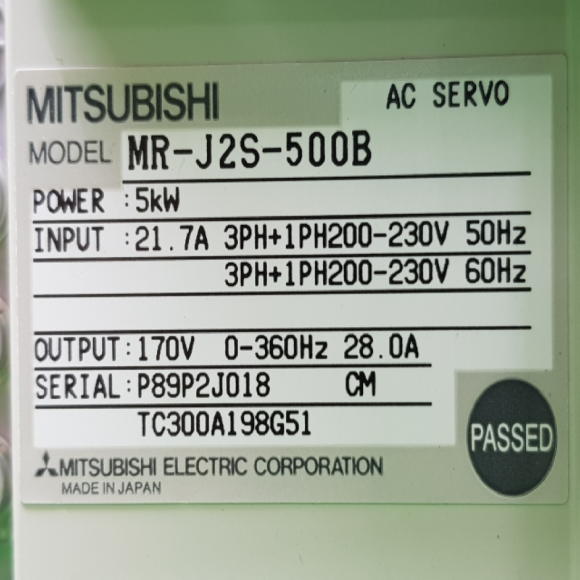 MITSUBISHI AC SERVO
MODEL MR-J2S-500B
POWER : 5kW
INPUT : 21.7A 3PH+1PH200-230V 50Hz
3PH+1PH200-230V 60Hz
OUTPUT : 170V 0-360Hz 28.0A
SERIAL : P89P2J018 CM
TC300A198G51
PASSED
MITSUBISHI ELECTRIC CORPORATION
MADE IN JAPAN